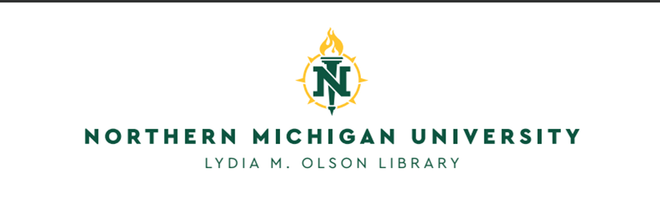 N
NORTHERN MICHIGAN UNIVERSITY
LYDIA M. OLSON LIBRARY